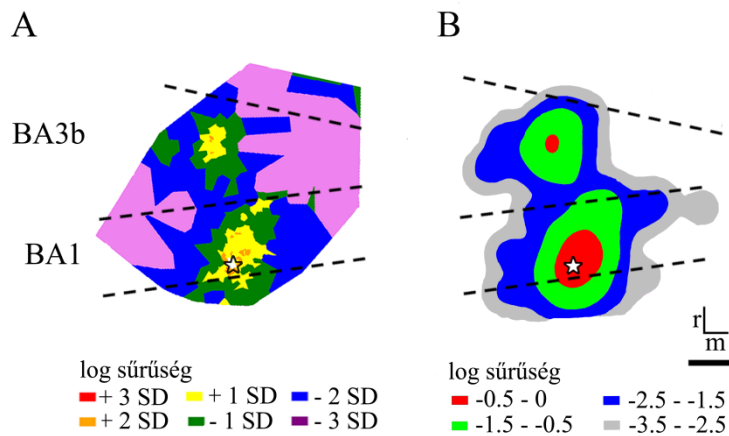 A
B
BA3b
BA1
r
m
log sűrűség
+ 3 SD + 1 SD - 2 SD
+ 2 SD - 1 SD - 3 SD
log sűrűség
-0.5 - 0 -2.5 - -1.5
-1.5 - -0.5 -3.5 - -2.5